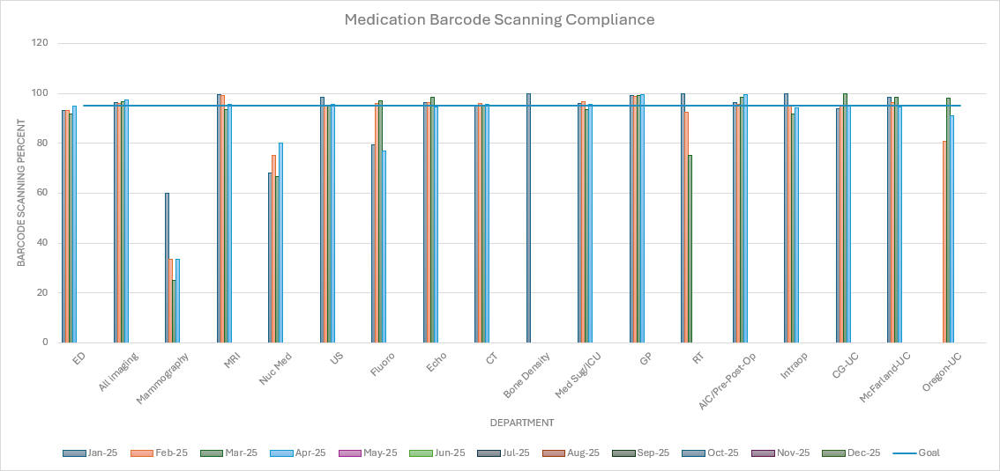 Medication Barcode Scanning Compliance
120
100
80
60
40
20
0
BARCODE SCANNING PERCENT
ED
All imaging
Mammography
MRI
Nuc Med
US
Fluoro
Echo
CT
Bone Density
Med Sug/ICU
GP
RT
AIC/Pre-Post-Op
Intraop
CG-UC
McFarland-UC
Oregon-UC
DEPARTMENT
Jan-25 Feb-25 Mar-25 Apr-25 May-25 Jun-25 Jul-25 Aug-25 Sep-25 Oct-25 Nov-25 Dec-25 Goal